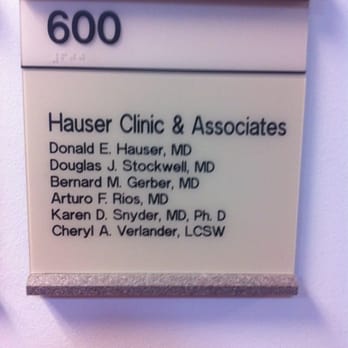 600
Hauser Clinic & Associates
Donald E. Hauser, MD
Douglas J. Stockwell, MD
Bernard M. Gerber, MD
Arturo F. Rios, MD
Karen D. Snyder, MD, Ph. D
Cheryl A. Verlander, LCSW